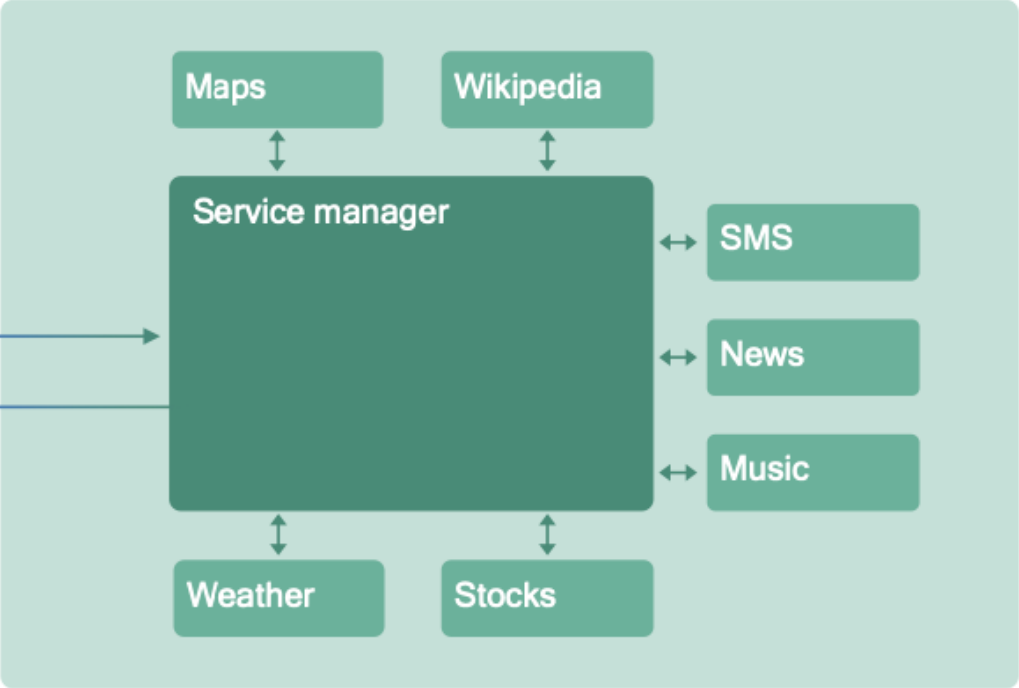 Maps
Wikipedia
Service manager
SMS
News
Music
Weather
Stocks